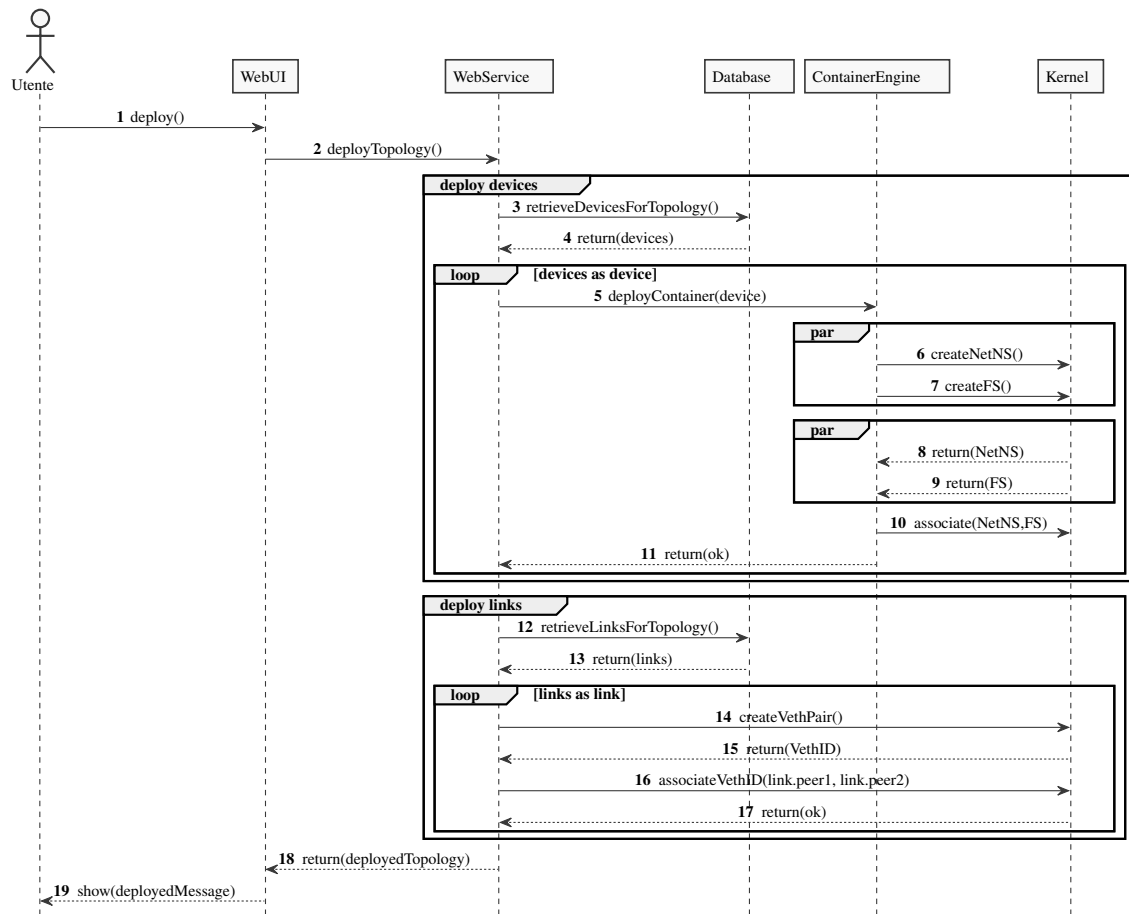 Utente
WebUI
WebService
Database
ContainerEngine
Kernel
1 deploy()
2 deployTopology()
deploy devices
3 retrieveDevicesForTopology()
4 return(devices)
loop [devices as device]
5 deployContainer(device)
par
6 createNetNS()
7 createFS()
par
8 return(NetNS)
9 return(FS)
10 associate(NetNS,FS)
11 return(ok)
deploy links
12 retrieveLinksForTopology()
13 return(links)
loop [links as link]
14 createVethPair()
15 return(VethID)
16 associateVethID(link.peer1, link.peer2)
17 return(ok)
18 return(deployedTopology)
19 show(deployedMessage)